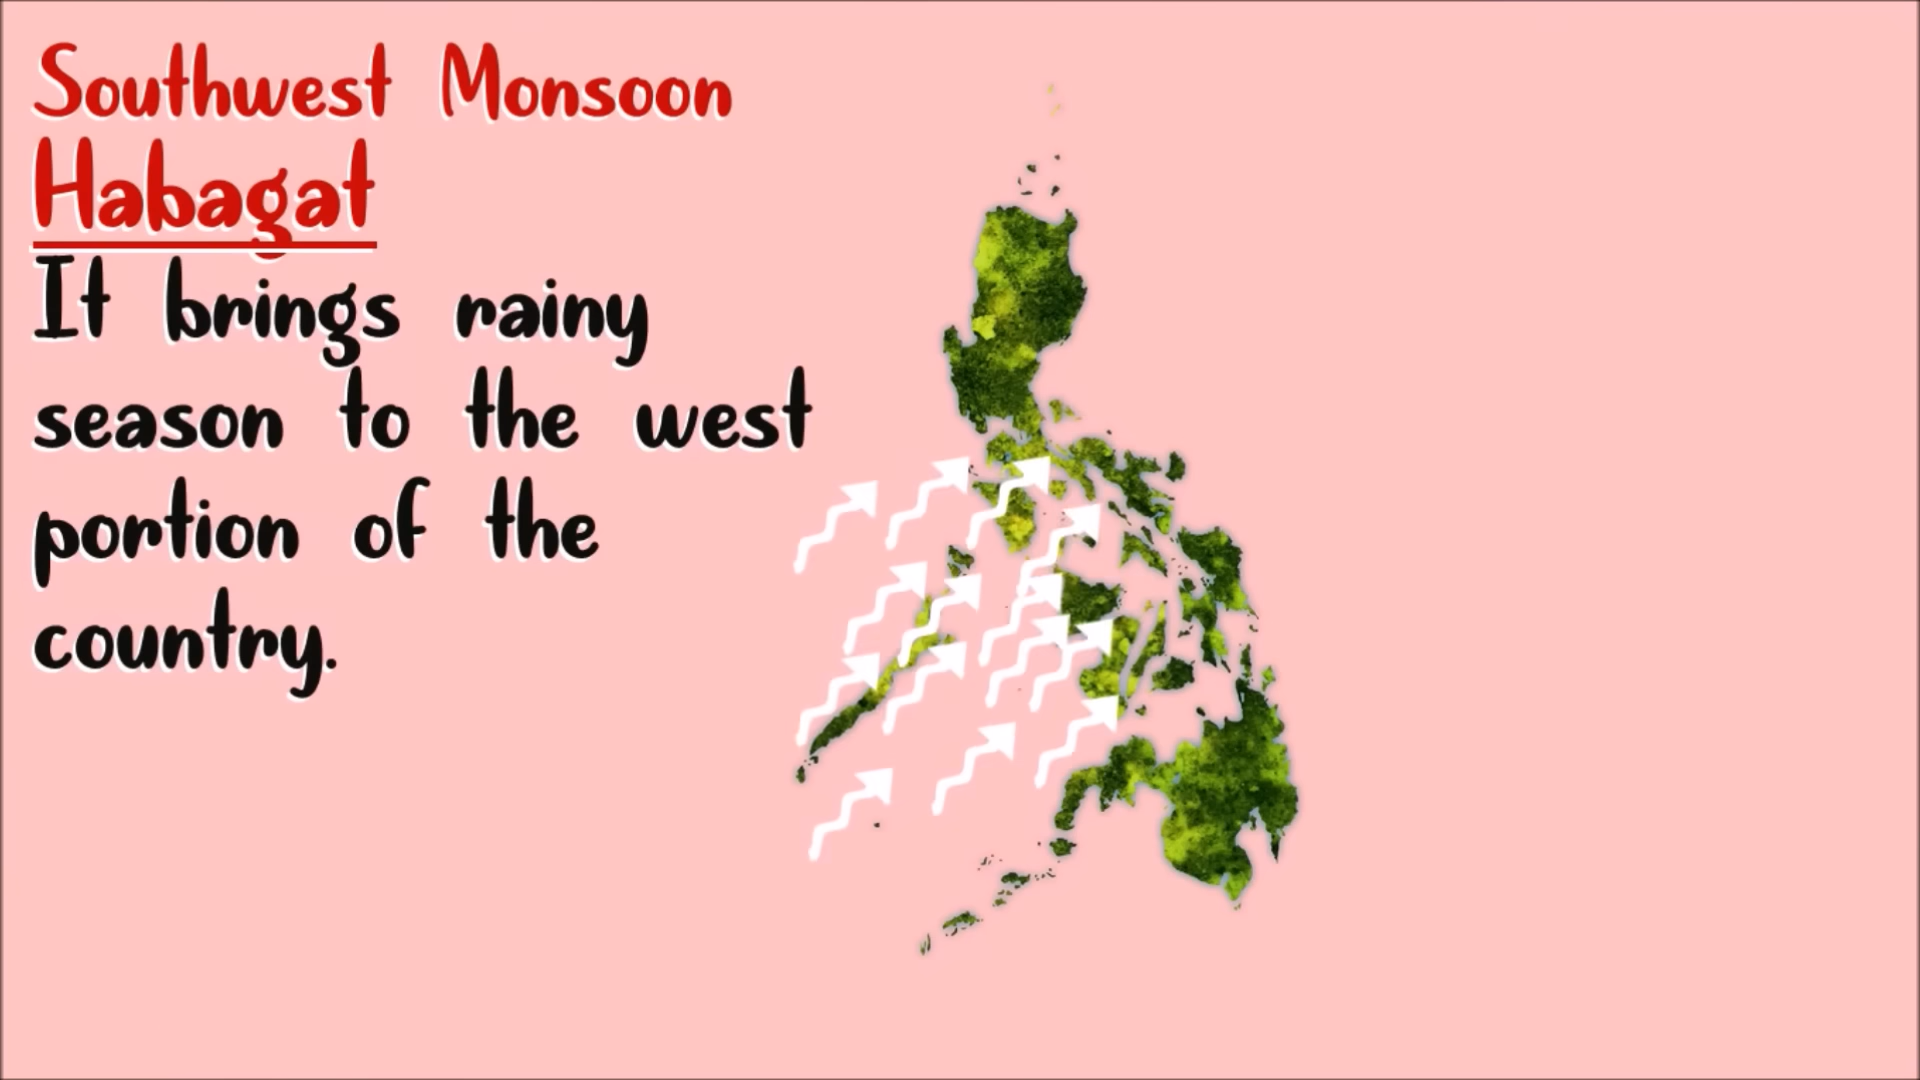 Southwest Monsoon
Habagat
It brings rainy
season to the west
portion of the
country.